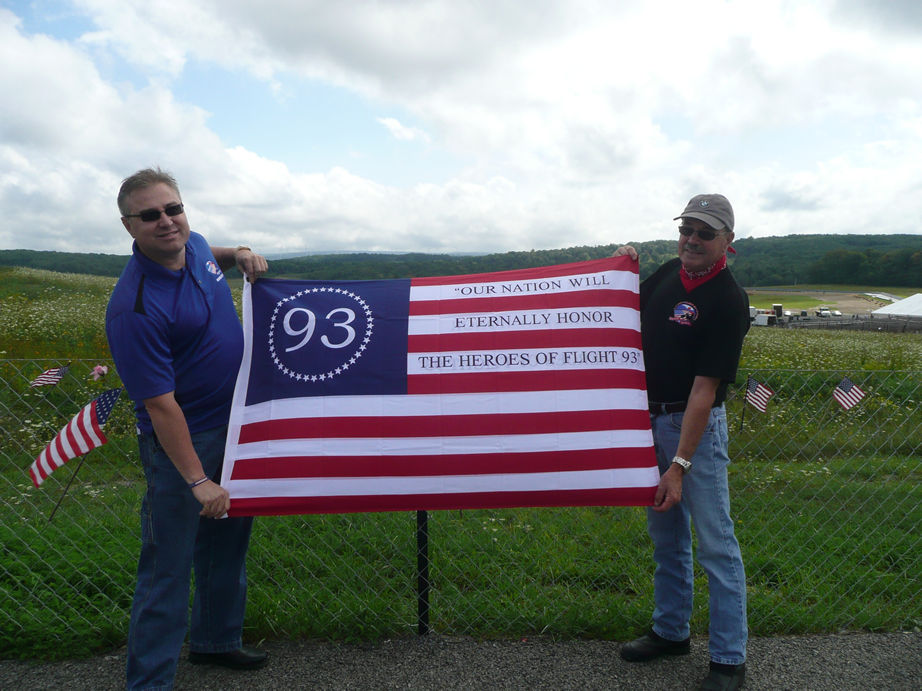 93
"OUR NATION WILL
ETERNALLY HONOR
THE HEROES OF FLIGHT 93"